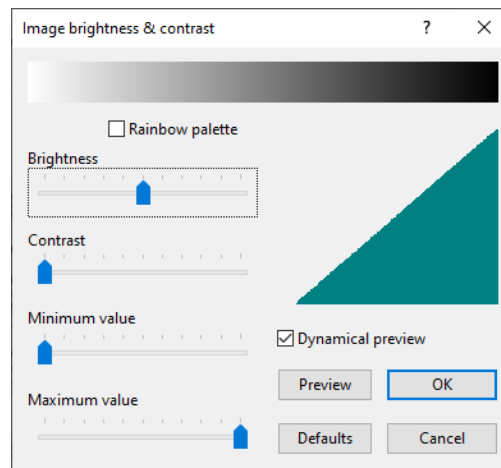 Image brightness & contrast ?
Rainbow palette
Brightness
Contrast
Minimum value
Dynamical preview
Preview OK
Maximum value
Defaults Cancel